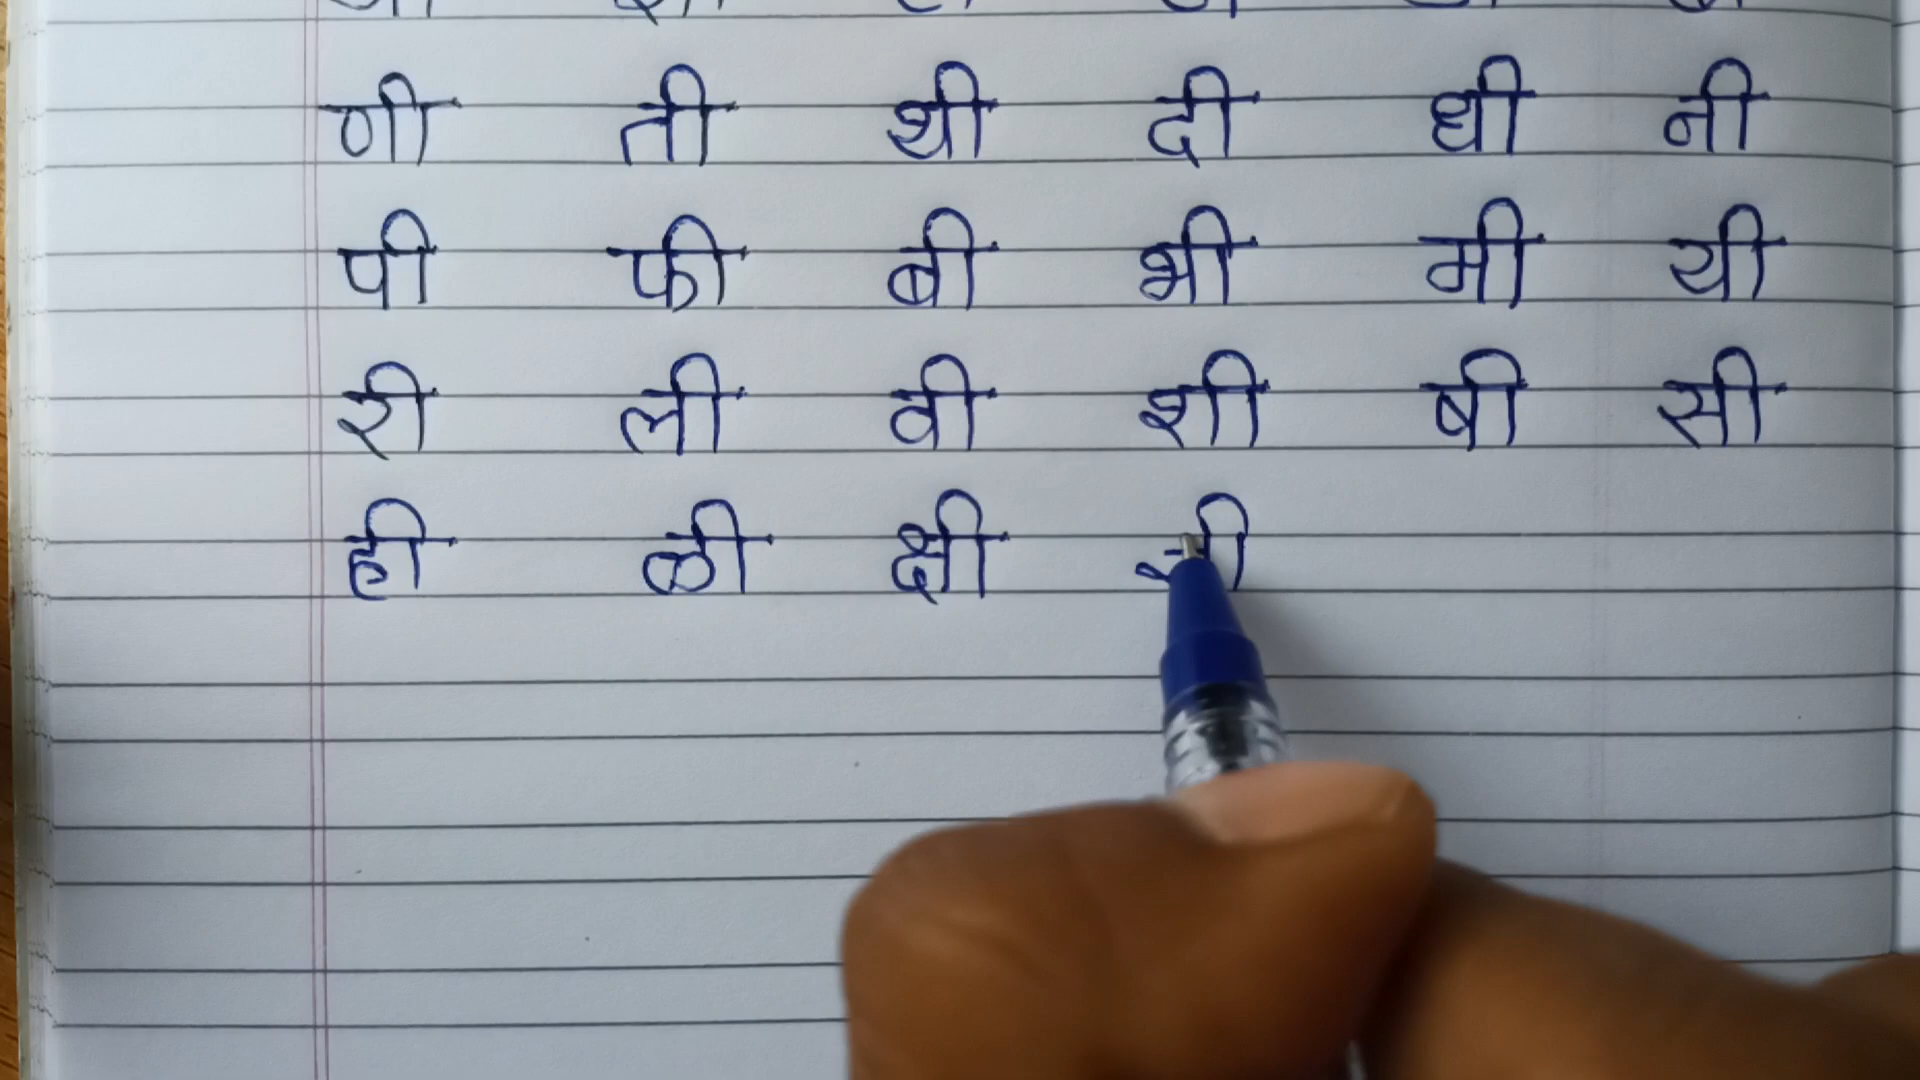 णी ती थी दी धी नी
पी फी बी भी मी यी
री ली वी शी षी सी
ही ळी क्षी